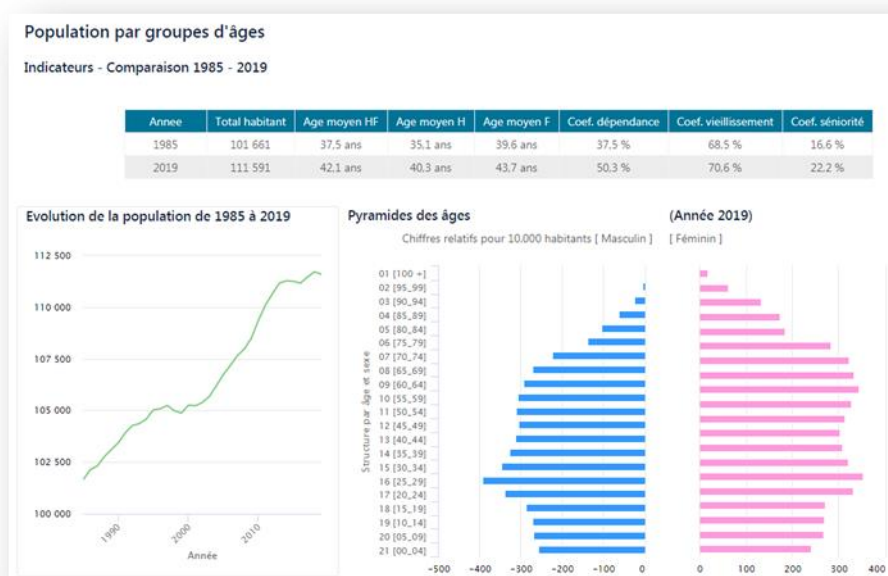 Population par groupes d'âges
Indicateurs - Comparaison 1985 - 2019
Annee Total habitant Age moyen HF Age moyen H Age moyen F Coef. dépendance Coef. vieillissement Coef. séniorité
1985 101 661 37,5 ans 35,1 ans 39,6 ans 37,5 % 68.5 % 16.6 %
2019 111 591 42,1 ans 40,3 ans 43,7 ans 50.3 % 70.6 % 22.2 %
Evolution de la population de 1985 à 2019
112 500
110 000
107 500
105 000
102 500
100 000
1990 2000 2010
Année
Pyramides des âges (Année 2019)
Chiffres relatifs pour 10.000 habitants [ Masculin ] [ Féminin ]
Structure par âge et sexe
01 [100 +]
02 [95_99]
03 [90_94]
04 [85_89]
05 [80_84]
06 [75_79]
07 [70_74]
08 [65_69]
09 [60_64]
10 [55_59]
11 [50_54]
12 [45_49]
13 [40_44]
14 [35_39]
15 [30_34]
16 [25_29]
17 [20_24]
18 [15_19]
19 [10_14]
20 [05_09]
21 [00_04]
-500 -400 -300 -200 -100 0
0 100 200 300 400